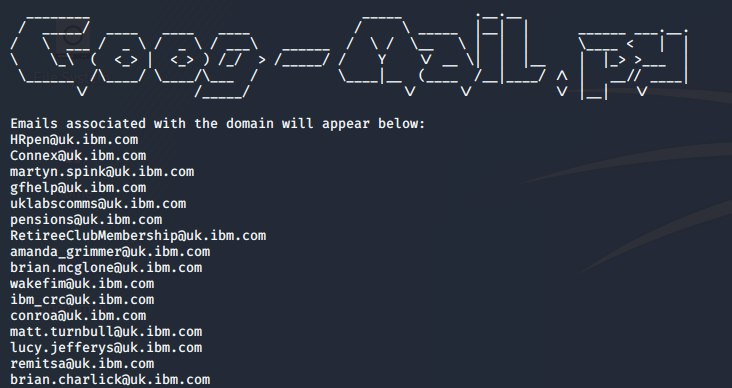 Goog-Mail.py
Emails associated with the domain will appear below:
HRpen@uk.ibm.com
Connex@uk.ibm.com
martyn.spink@uk.ibm.com
gfhelp@uk.ibm.com
uklabscomms@uk.ibm.com
pensions@uk.ibm.com
RetireeClubMembership@uk.ibm.com
amanda_grimmer@uk.ibm.com
brian.mcglone@uk.ibm.com
wakefim@uk.ibm.com
ibm_crc@uk.ibm.com
conroa@uk.ibm.com
matt.turnbull@uk.ibm.com
lucy.jefferys@uk.ibm.com
remitsa@uk.ibm.com
brian.charlick@uk.ibm.com